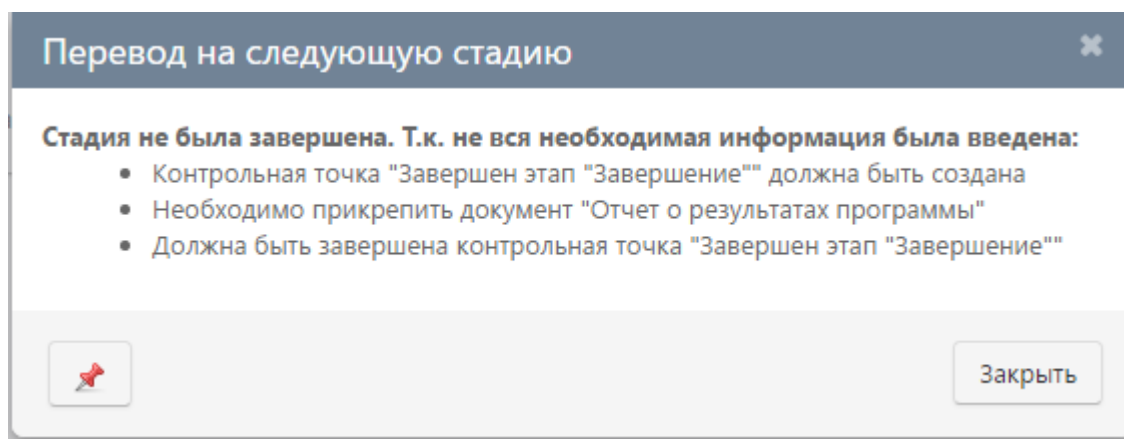 Перевод на следующую стадию
Стадия не была завершена. Т.к. не вся необходимая информация была введена:
• Контрольная точка "Завершен этап "Завершение"" должна быть создана
• Необходимо прикрепить документ "Отчет о результатах программы"
• Должна быть завершена контрольная точка "Завершен этап "Завершение""
Закрыть